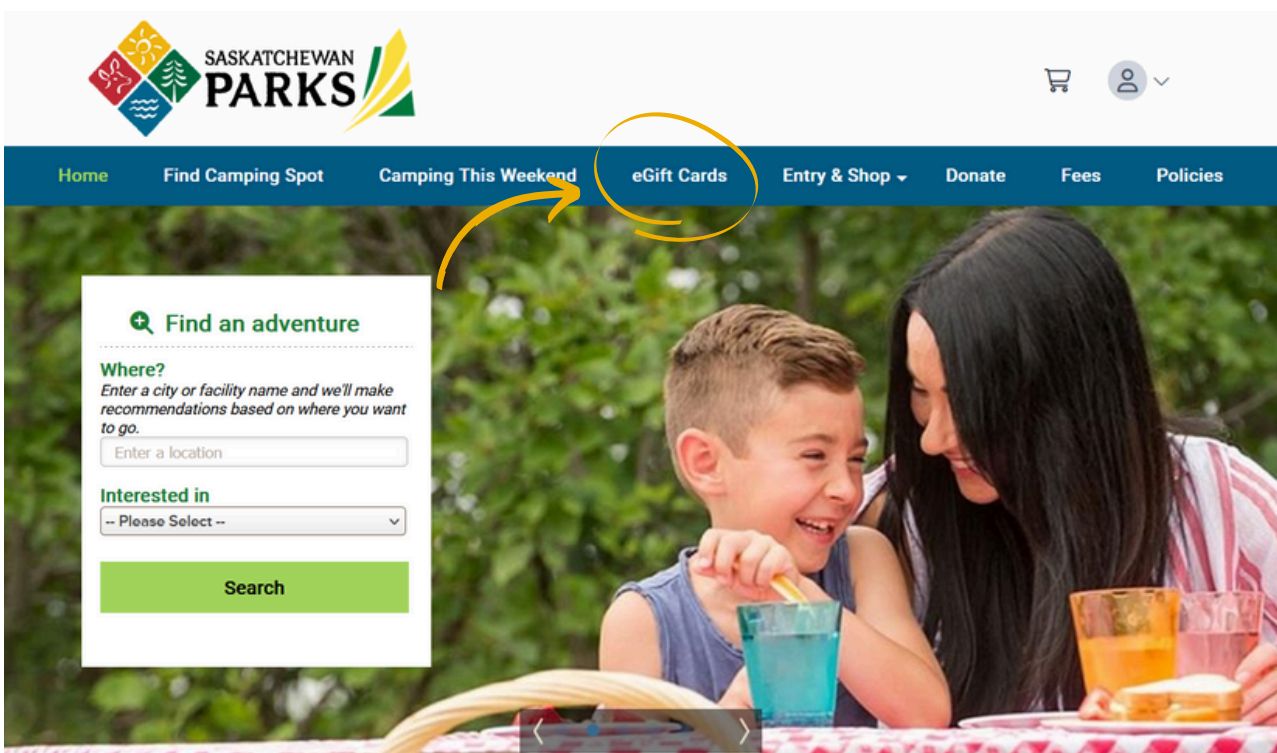 SASKATCHEWAN
PARKS
Home Find Camping Spot Camping This Weekend eGift Cards Entry & Shop Donate Fees Policies
Find an adventure
Where?
Enter a city or facility name and we'll make
recommendations based on where you want
to go.
Enter a location
Interested in
-- Please Select --
Search